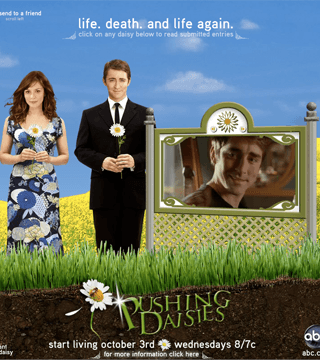 send to a friend
life. death. and life again.
click on any daisy below to read submitted entries
PUSHING
DAISIES
start living october 3rd wednesdays 8/7c
for more information click here
daisy
abc
abc.